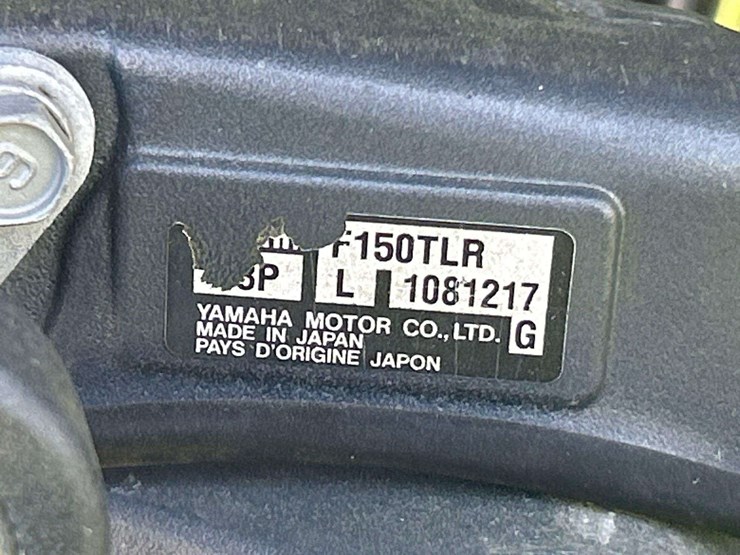 F150TLR
L 1081217
YAMAHA MOTOR CO., LTD. G
MADE IN JAPAN
PAYS D'ORIGINE JAPON